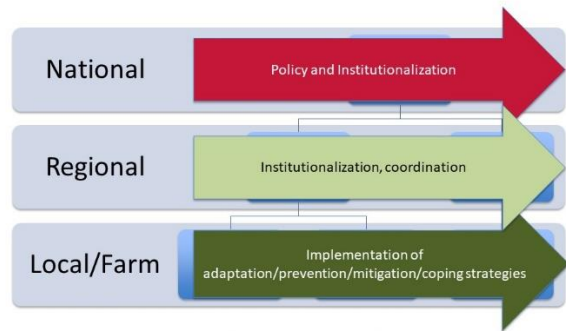 National
Policy and Institutionalization
Regional
Institutionalization, coordination
Local/Farm
Implementation of
adaptation/prevention/mitigation/coping strategies